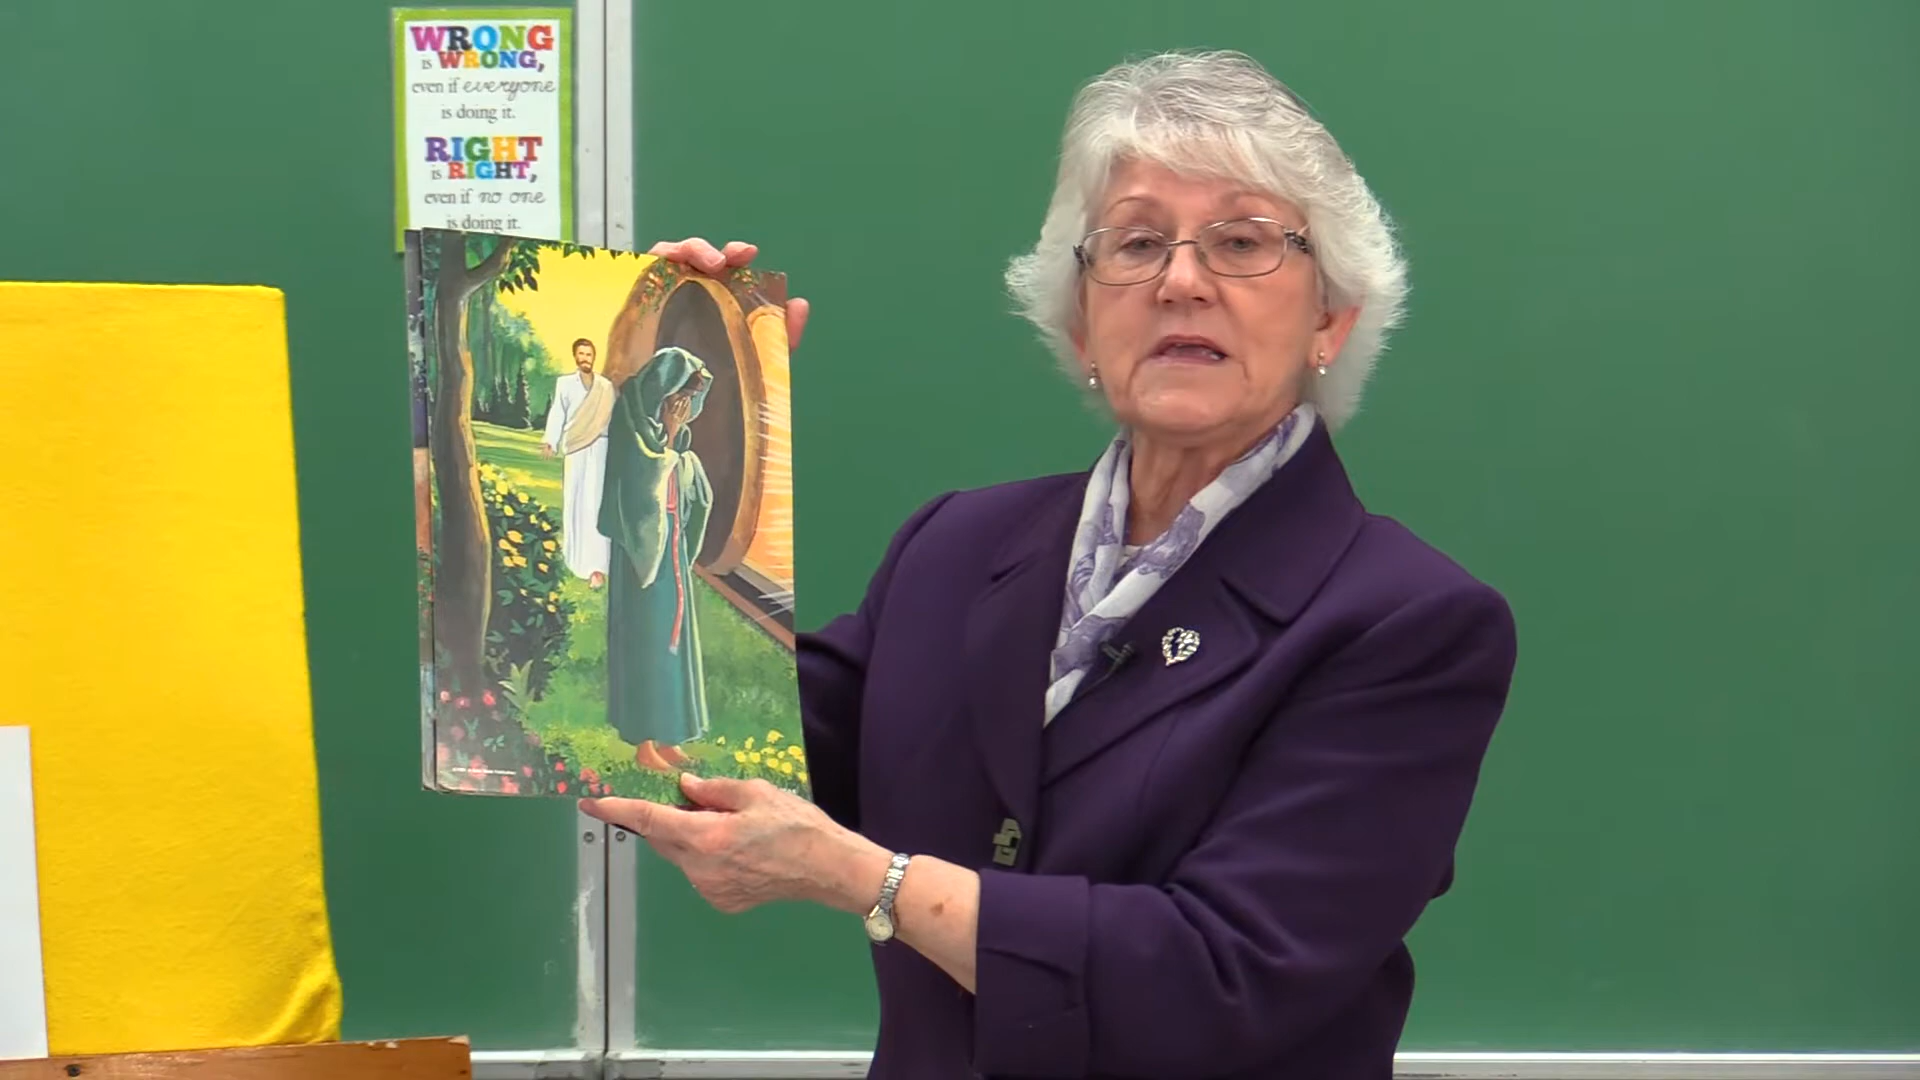 WRONG
is WRONG,
even if everyone
is doing it.
RIGHT
is RIGHT,
even if no one
is doing it.